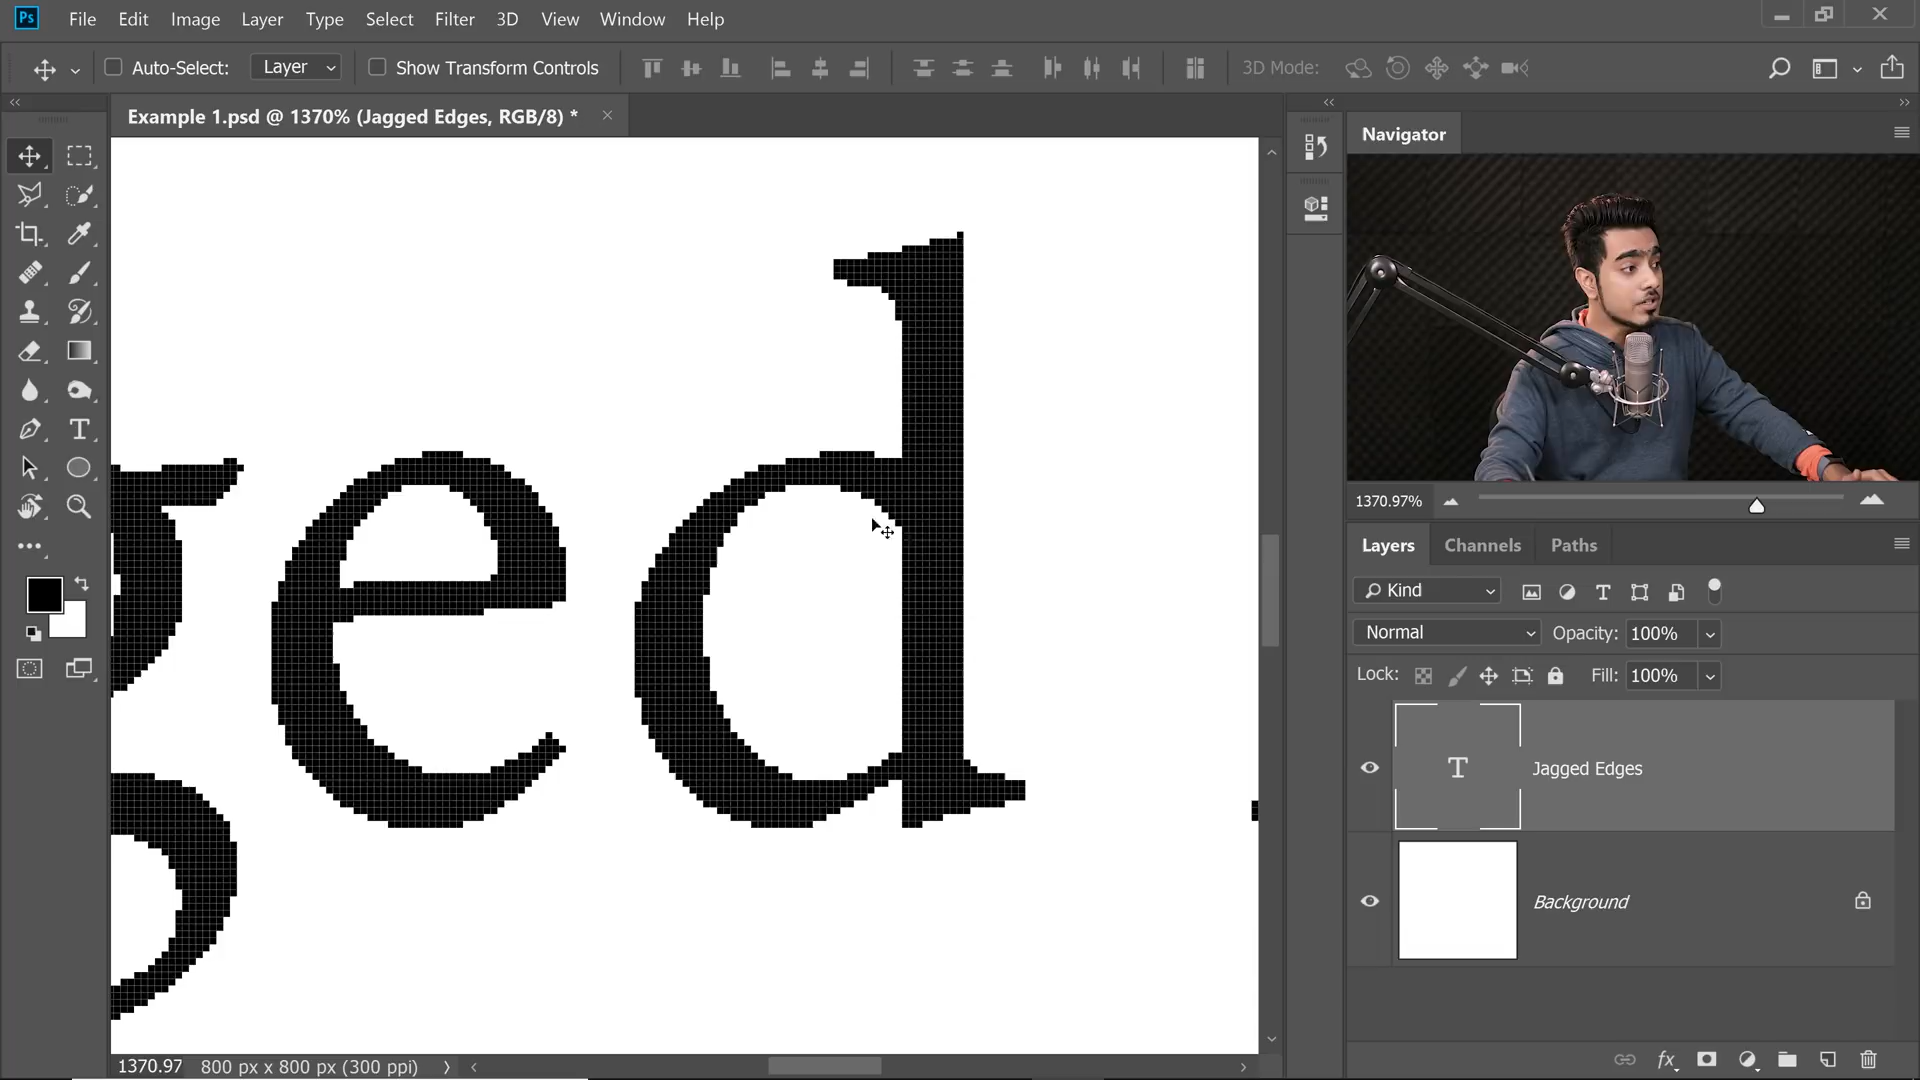 Ps File Edit Image Layer Type Select Filter 3D View Window Help
Auto-Select: Layer Show Transform Controls 3D Mode:
Example 1.psd @ 1370% (Jagged Edges, RGB/8) *
Navigator
ged
1370.97%
Layers Channels Paths
Kind
Normal Opacity: 100%
Lock: Fill: 100%
T Jagged Edges
Background
1370.97 800 px x 800 px (300 ppi)
fx